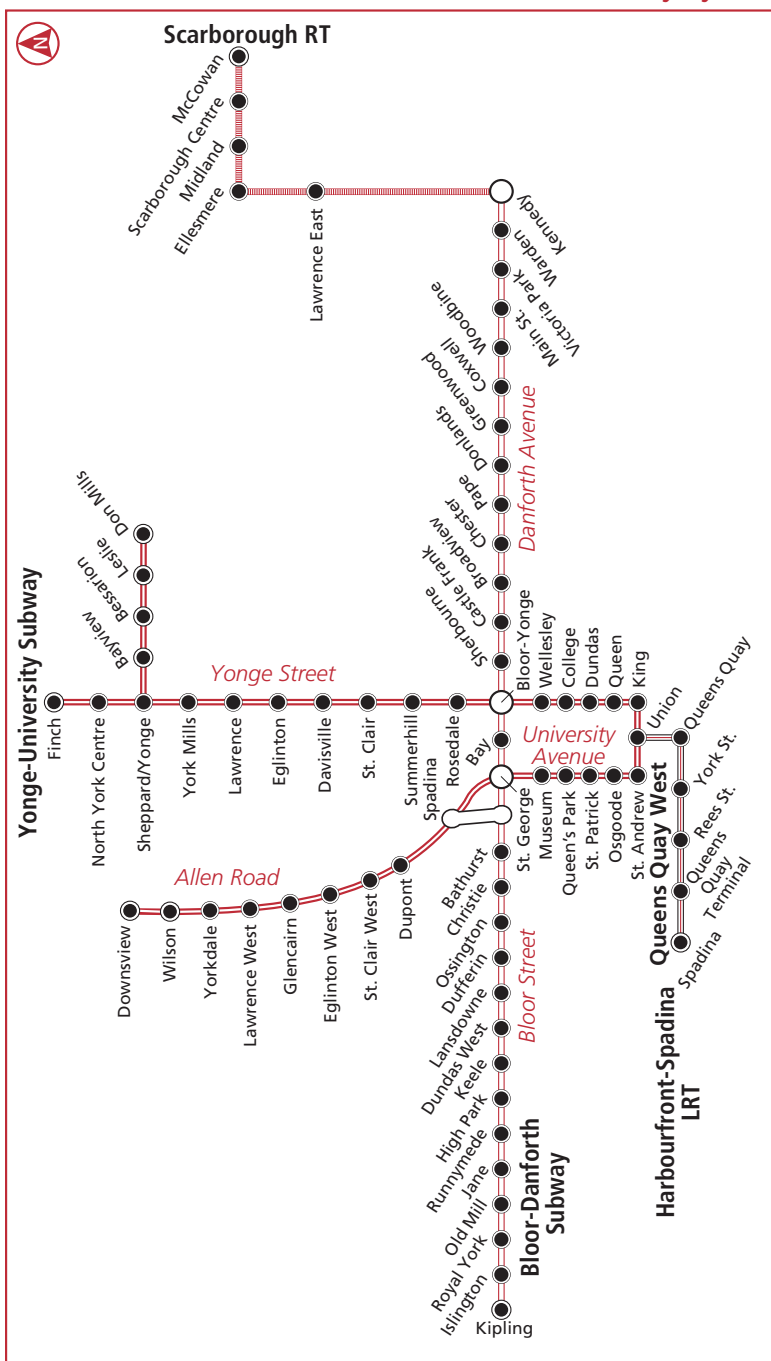 N
Scarborough RT
McCowan
Scarborough Centre
Midland
Ellesmere
Lawrence East
Kennedy
Warden
Victoria Park
Main St.
Woodbine
Coxwell
Greenwood
Donlands
Pape
Chester
Broadview
Castle Frank
Sherbourne
Danforth Avenue
Yonge-University Subway
Don Mills
Leslie
Bessarion
Bayview
Yonge Street
Finch
North York Centre
Sheppard/Yonge
York Mills
Lawrence
Eglinton
Davisville
St. Clair
Summerhill
Rosedale
Bloor-Yonge
Wellesley
College
Dundas
Queen
King
Union
University
Avenue
Bay
Spadina
St. George
Museum
Queen's Park
St. Patrick
Osgoode
St. Andrew
Allen Road
Downsview
Wilson
Yorkdale
Lawrence West
Glencairn
Eglinton West
St. Clair West
Dupont
Bathurst
Christie
Ossington
Dufferin
Lansdowne
Dundas West
Keele
High Park
Runnymede
Jane
Old Mill
Royal York
Islington
Kipling
Bloor Street
Bloor-Danforth
Subway
Queens Quay West
Queens Quay
York St.
Rees St.
Queens
Quay
Terminal
Spadina
Harbourfront-Spadina
LRT